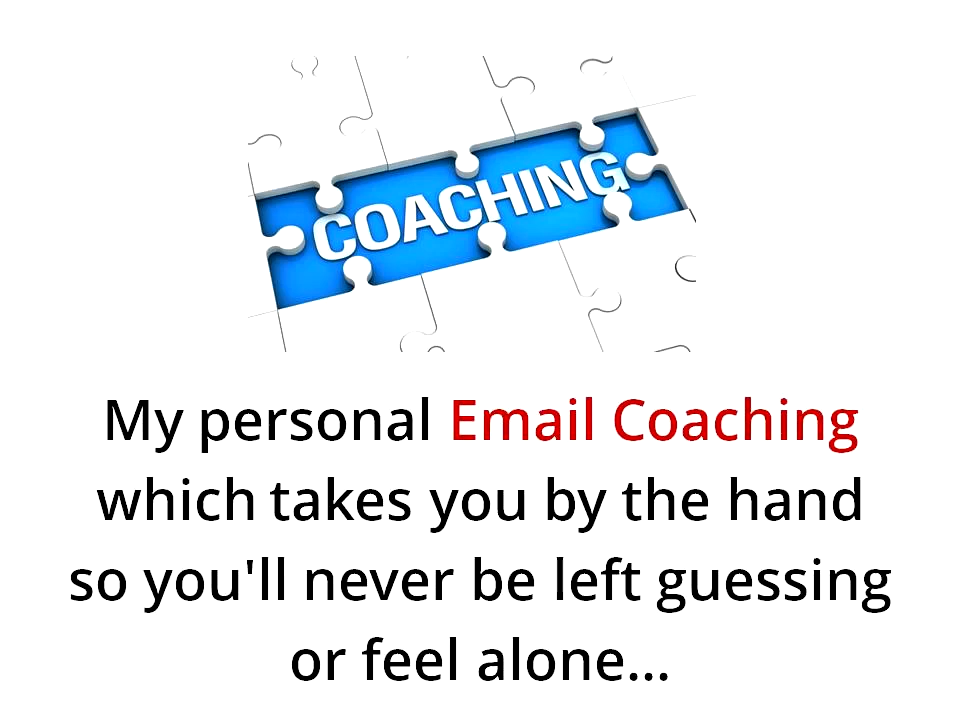 COACHING
My personal Email Coaching
which takes you by the hand
so you'll never be left guessing
or feel alone...